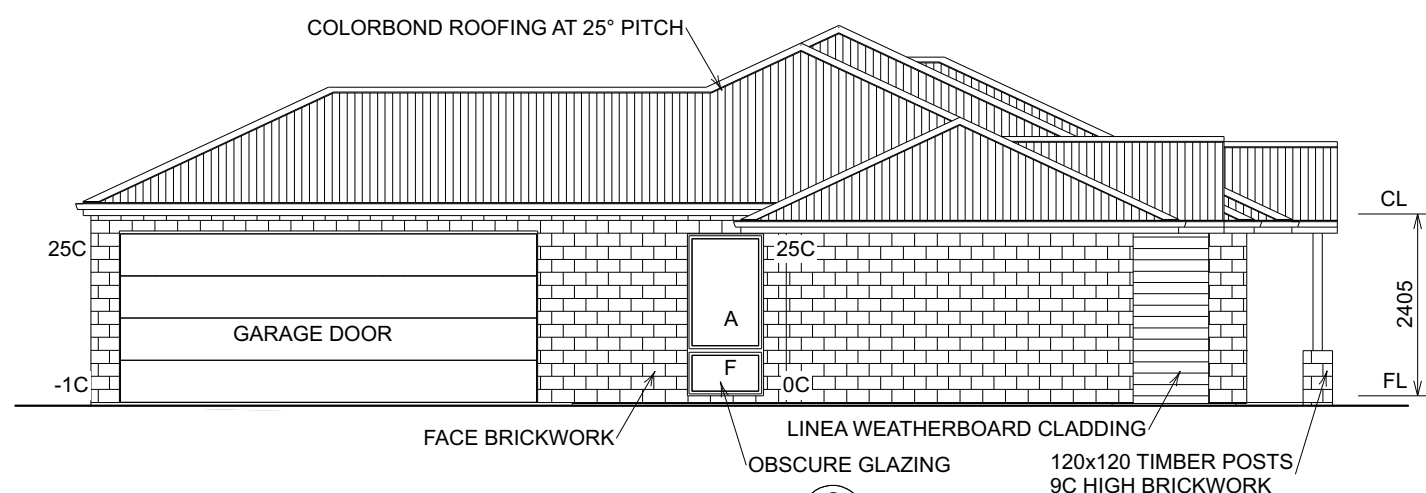 COLORBOND ROOFING AT 25° PITCH
CL
25C
25C
2405
A
GARAGE DOOR
F
-1C
0C
FL
FACE BRICKWORK
LINEA WEATHERBOARD CLADDING
OBSCURE GLAZING
120x120 TIMBER POSTS
9C HIGH BRICKWORK